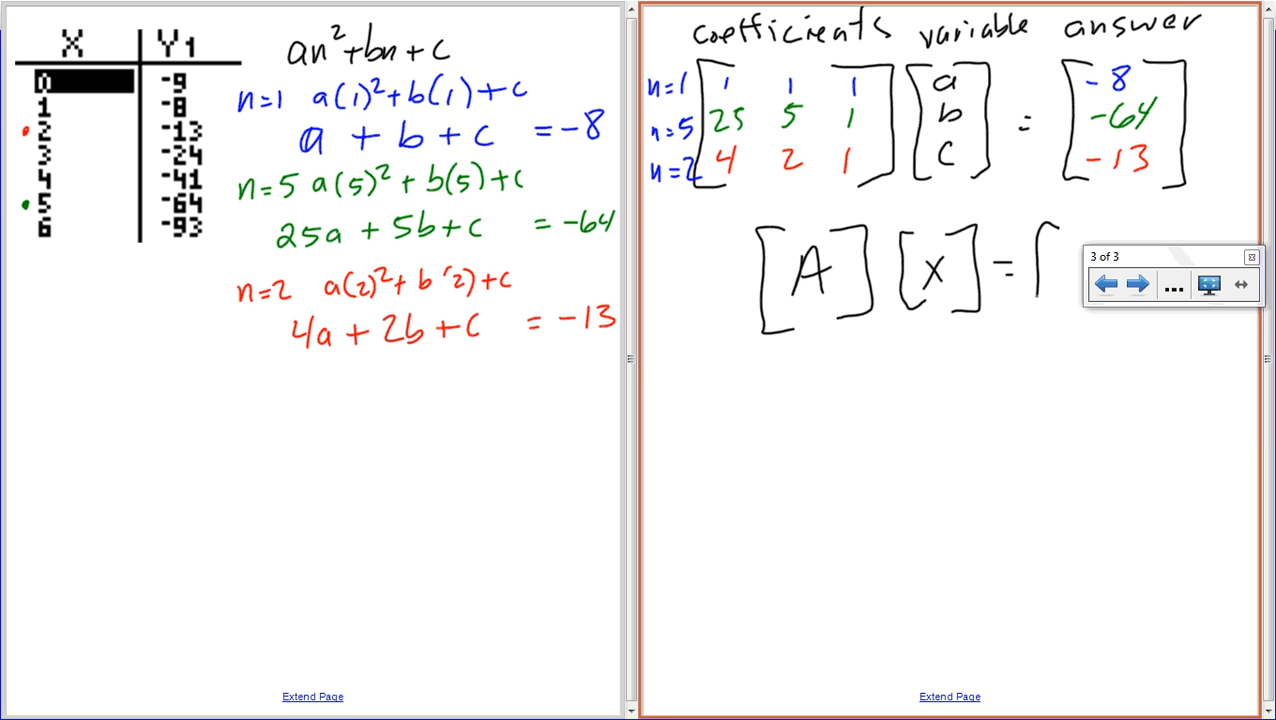 X Y1
0 -9
1 -8
2 -13
3 -24
4 -41
5 -64
6 -93
an²+bn+c
n=1 a(1)²+b(1)+c
a + b + c = -8
n=5 a(5)²+b(5)+c
25a + 5b+c = -64
n=2 a(2)²+b(2)+c
4a + 2b + c = -13
Extend Page
coefficients variable answer
n=1 [1 1 1] [a] [-8]
n=5 [25 5 1] [b] = [-64]
n=2 [4 2 1] [c] [-13]
[A] [x] = [
3 of 3
...
Extend Page